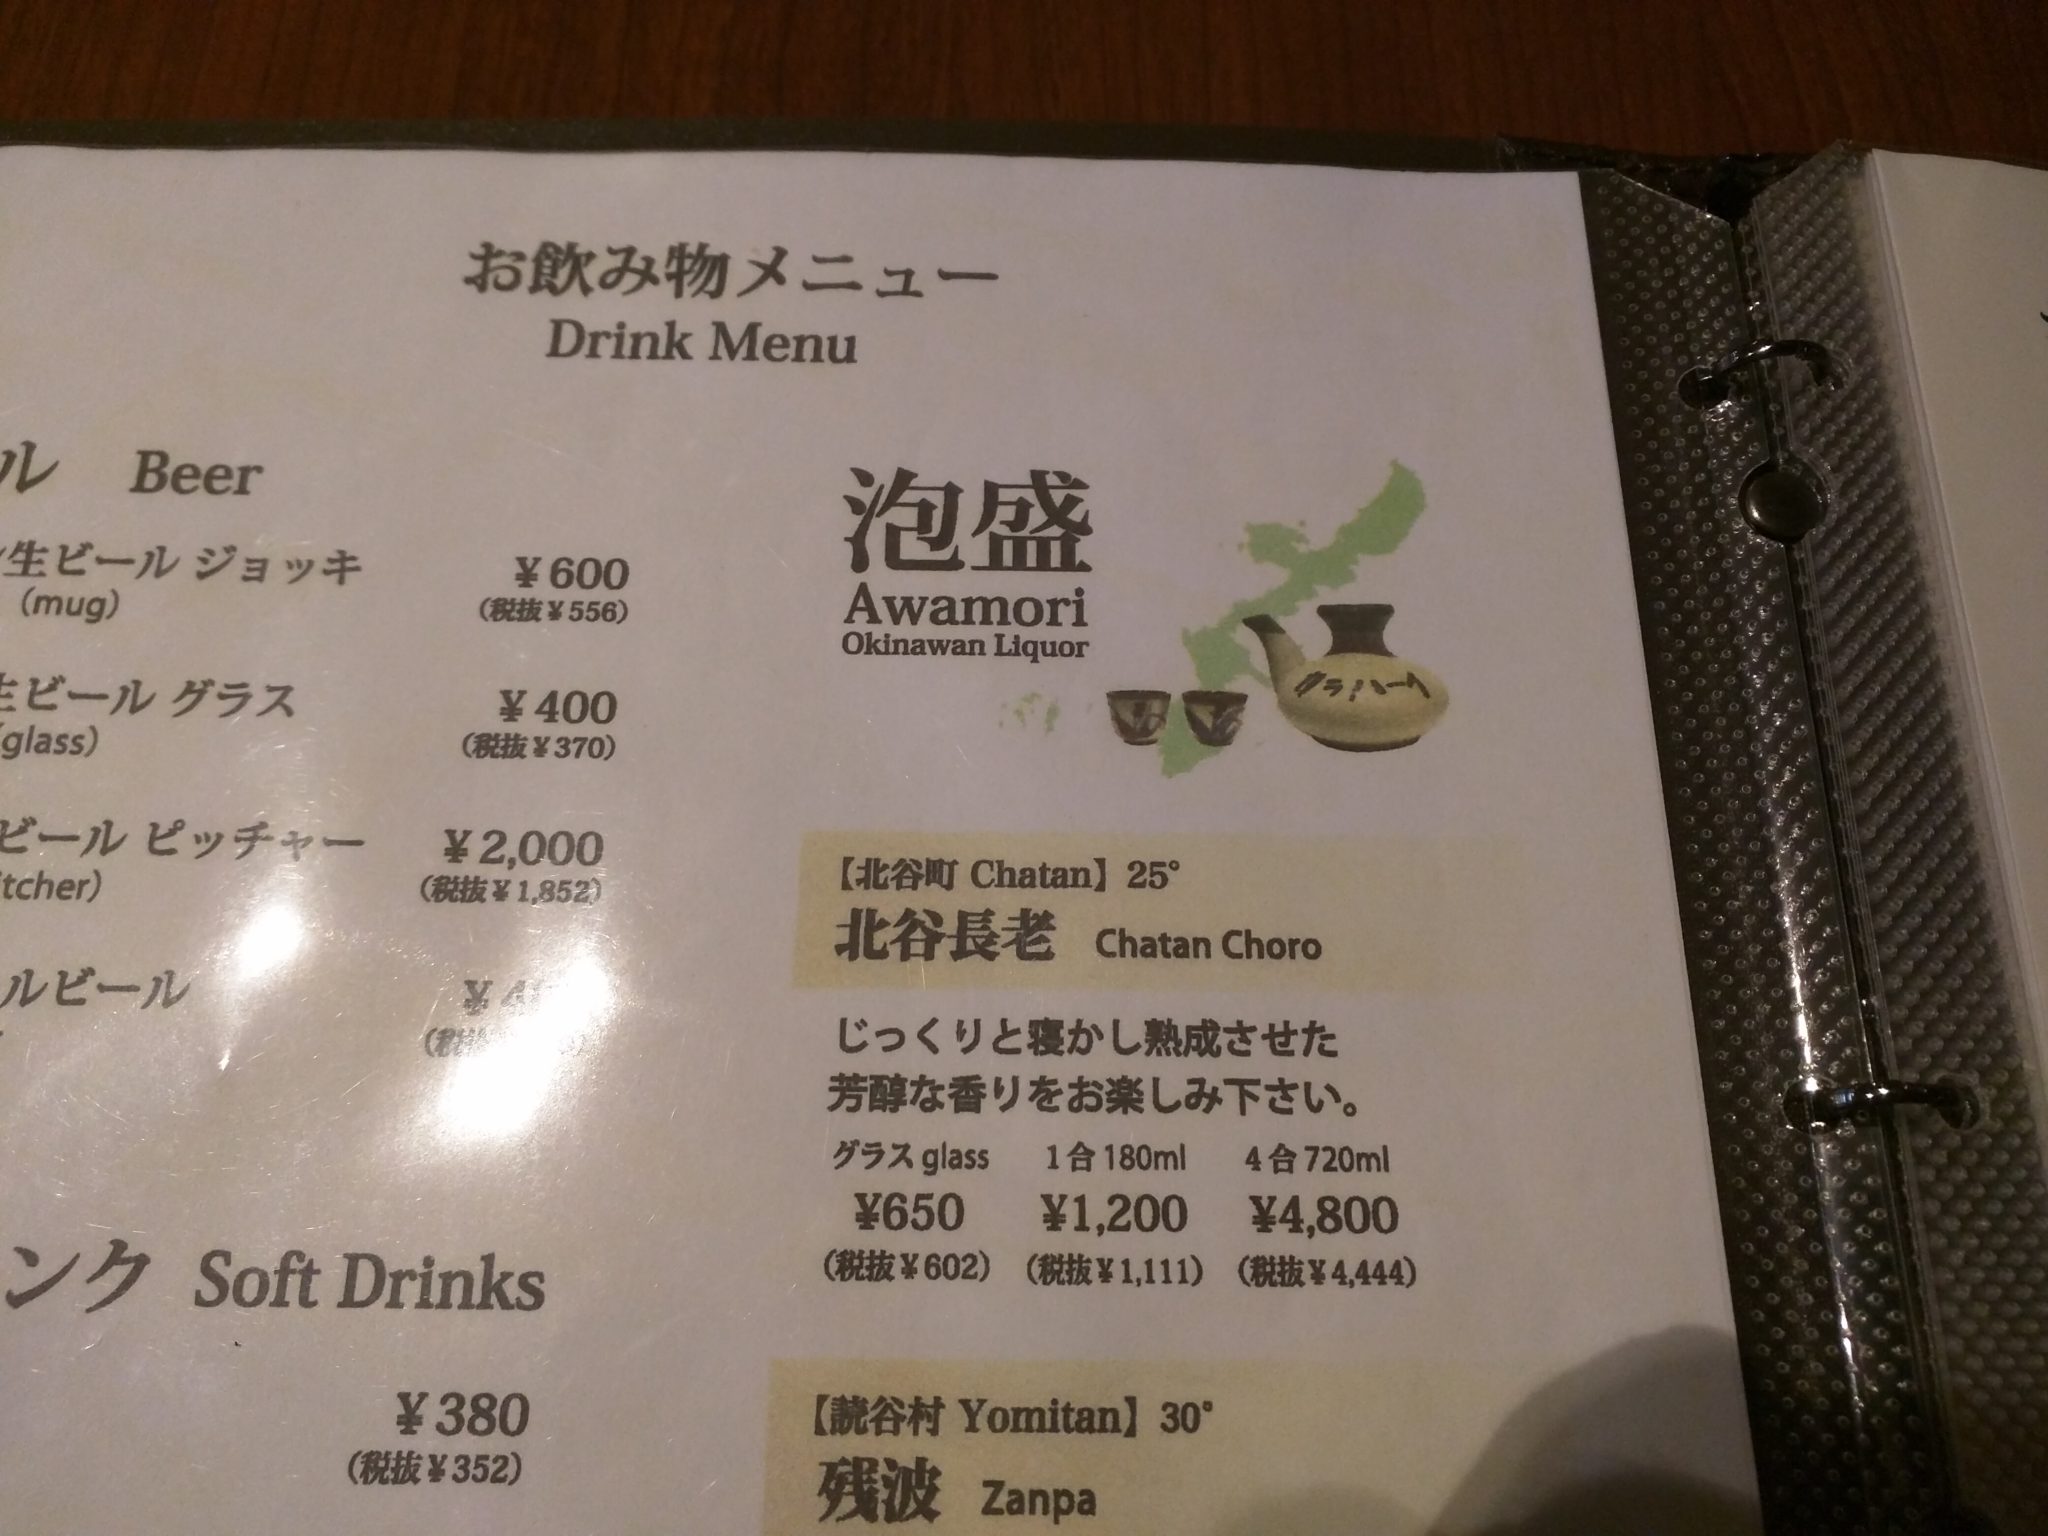 お飲み物メニュー
Drink Menu
ル Beer
生ビール ジョッキ ¥600
(mug) (税抜¥556)
生ビール グラス ¥400
(glass) (税抜¥370)
ビール ピッチャー ¥2,000
tcher) (税抜¥1,852)
ルビール
ンク Soft Drinks
¥380
(税抜¥352)
泡盛
Awamori
Okinawan Liquor
【北谷町 Chatan】25°
北谷長老 Chatan Choro
じっくりと寝かし熟成させた
芳醇な香りをお楽しみ下さい。
グラス glass 1合 180ml 4合 720ml
¥650 ¥1,200 ¥4,800
(税抜¥602) (税抜¥1,111) (税抜¥4,444)
【読谷村 Yomitan】30°
残波 Zanpa